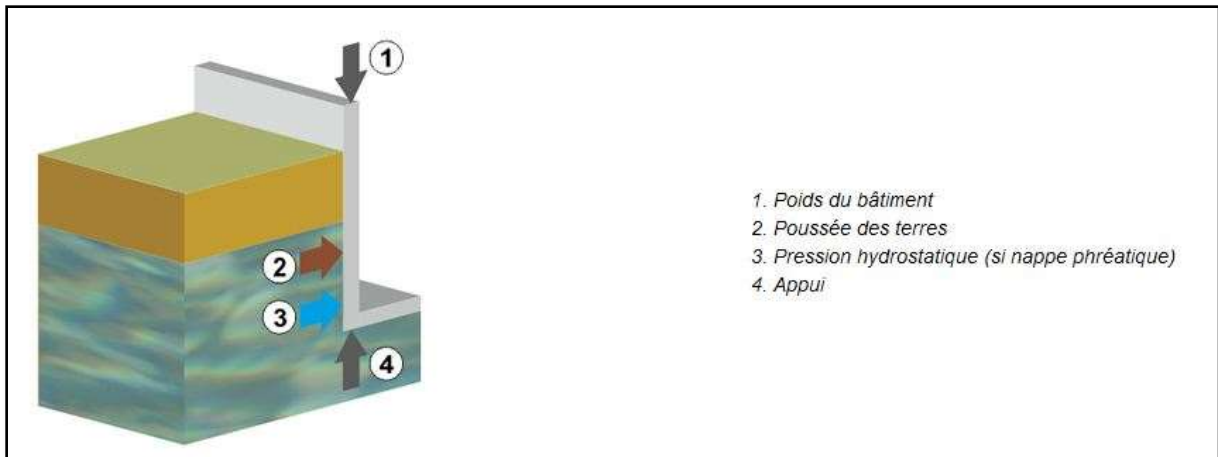 1
2
3
4
1. Poids du bâtiment
2. Poussée des terres
3. Pression hydrostatique (si nappe phréatique)
4. Appui